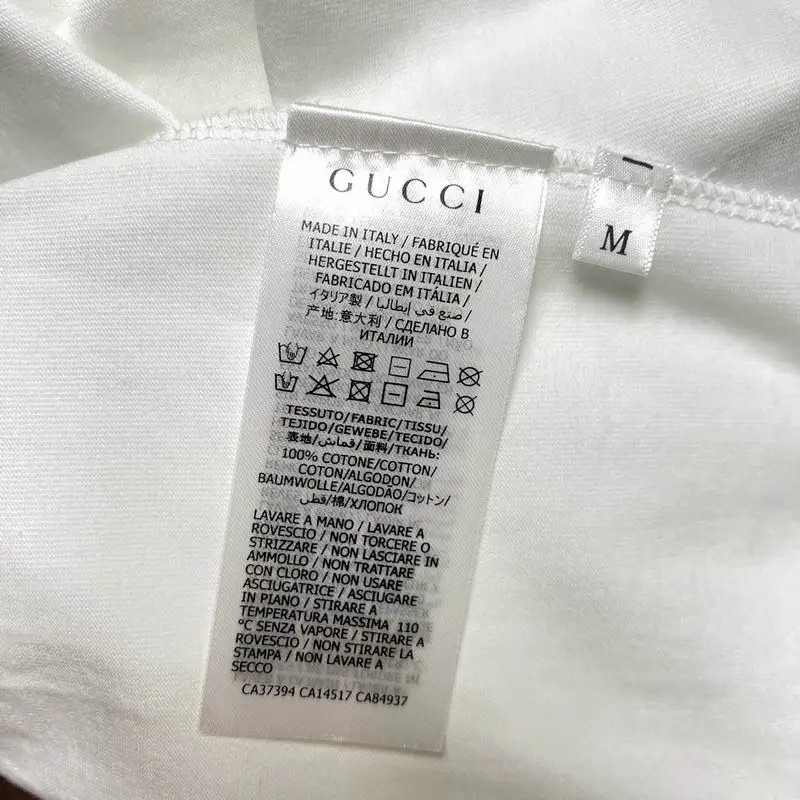 GUCCI
MADE IN ITALY / FABRIQUÉ EN
ITALIE / HECHO EN ITALIA /
HERGESTELLT IN ITALIEN /
FABRICADO EM ITÁLIA /
イタリア製 / صنع في إيطاليا /
产地:意大利 / СДЕЛАНО В
ИТАЛИИ
TESSUTO/FABRIC/TISSU/
TEJIDO/GEWEBE/TECIDO/
表地/قماش/面料/ТКАНЬ:
100% COTONE/COTTON/
COTON/ALGODON/
BAUMWOLLE/ALGODÃO/コットン/
قطن/棉/ХЛОПОК
LAVARE A MANO / LAVARE A
ROVESCIO / NON TORCERE O
STRIZZARE / NON LASCIARE IN
AMMOLLO / NON TRATTARE
CON CLORO / NON USARE
ASCIUGATRICE / ASCIUGARE
IN PIANO / STIRARE A
TEMPERATURA MASSIMA 110
°C SENZA VAPORE / STIRARE A
ROVESCIO / NON STIRARE LA
STAMPA / NON LAVARE A
SECCO
CA37394 CA14517 CA84937
M